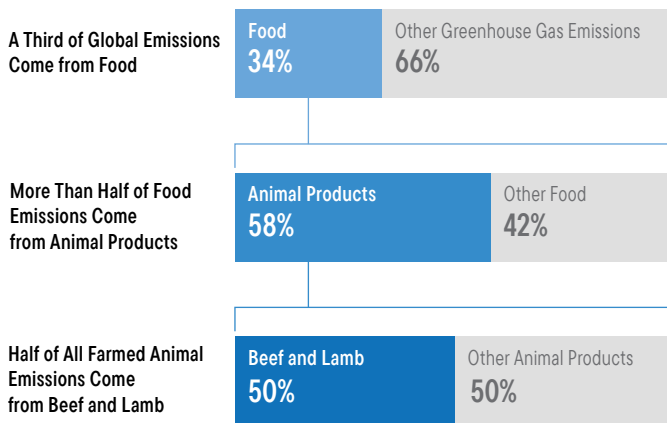 A Third of Global Emissions
Come from Food
Food
34%
Other Greenhouse Gas Emissions
66%
More Than Half of Food
Emissions Come
from Animal Products
Animal Products
58%
Other Food
42%
Half of All Farmed Animal
Emissions Come
from Beef and Lamb
Beef and Lamb
50%
Other Animal Products
50%